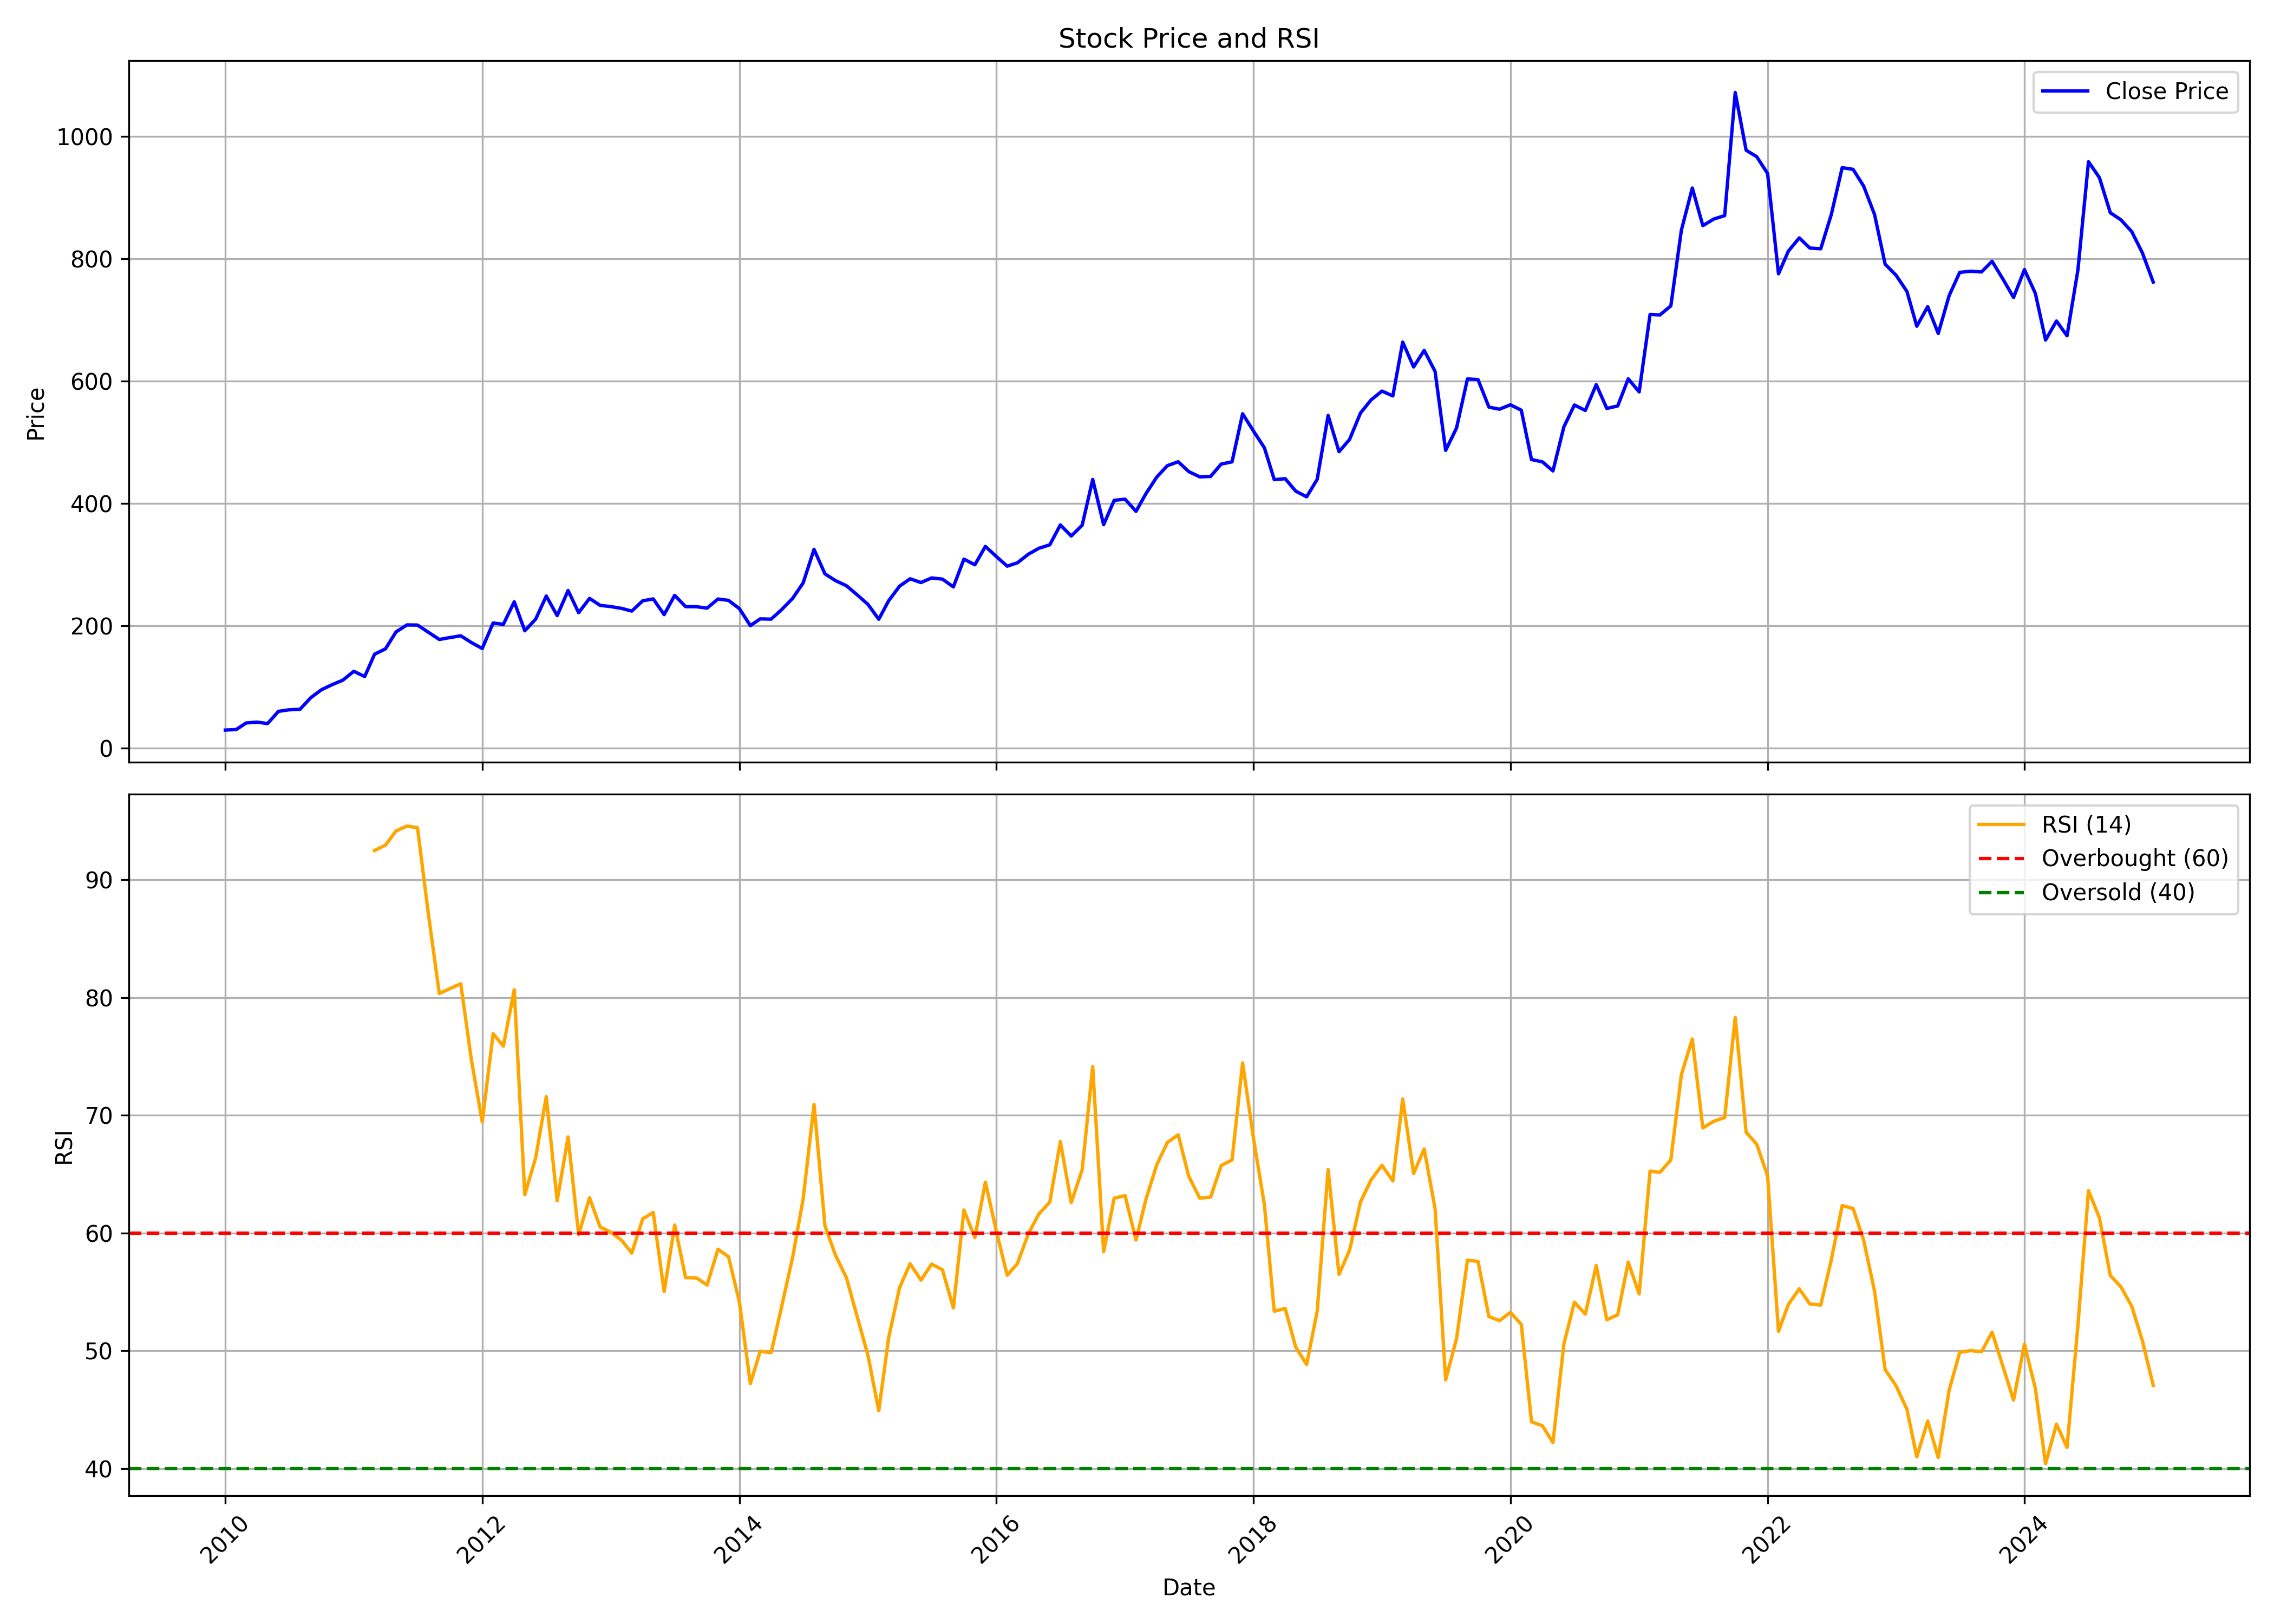 Stock Price and RSI
Close Price
1000
800
600
400
200
0
Price
RSI (14)
Overbought (60)
Oversold (40)
90
80
70
60
50
40
RSI
2010
2012
2014
2016
2018
2020
2022
2024
Date